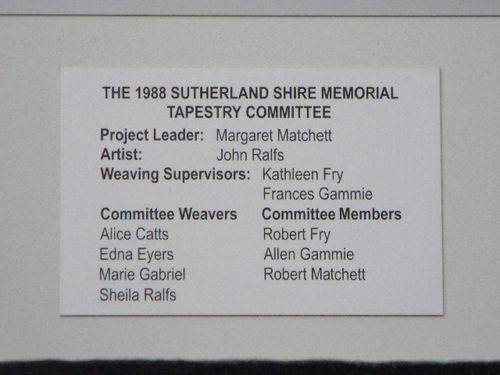 THE 1988 SUTHERLAND SHIRE MEMORIAL
TAPESTRY COMMITTEE
Project Leader: Margaret Matchett
Artist: John Ralfs
Weaving Supervisors: Kathleen Fry
Frances Gammie
Committee Weavers Committee Members
Alice Catts Robert Fry
Edna Eyers Allen Gammie
Marie Gabriel Robert Matchett
Sheila Ralfs